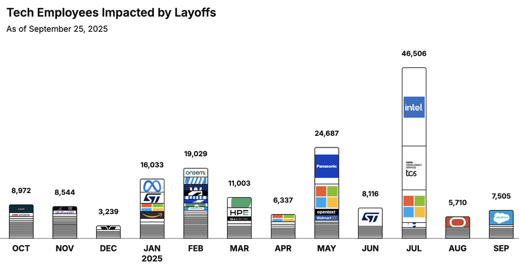 Tech Employees Impacted by Layoffs
As of September 25, 2025
46,506
24,687
19,029
16,033
11,003
8,972
8,544
8,116
7,505
6,337
5,710
3,239
intel
onsemi
Panasonic
tcs
HPE
opentext
Walmart
ST
ST
OCT NOV DEC JAN FEB MAR APR MAY JUN JUL AUG SEP
2025